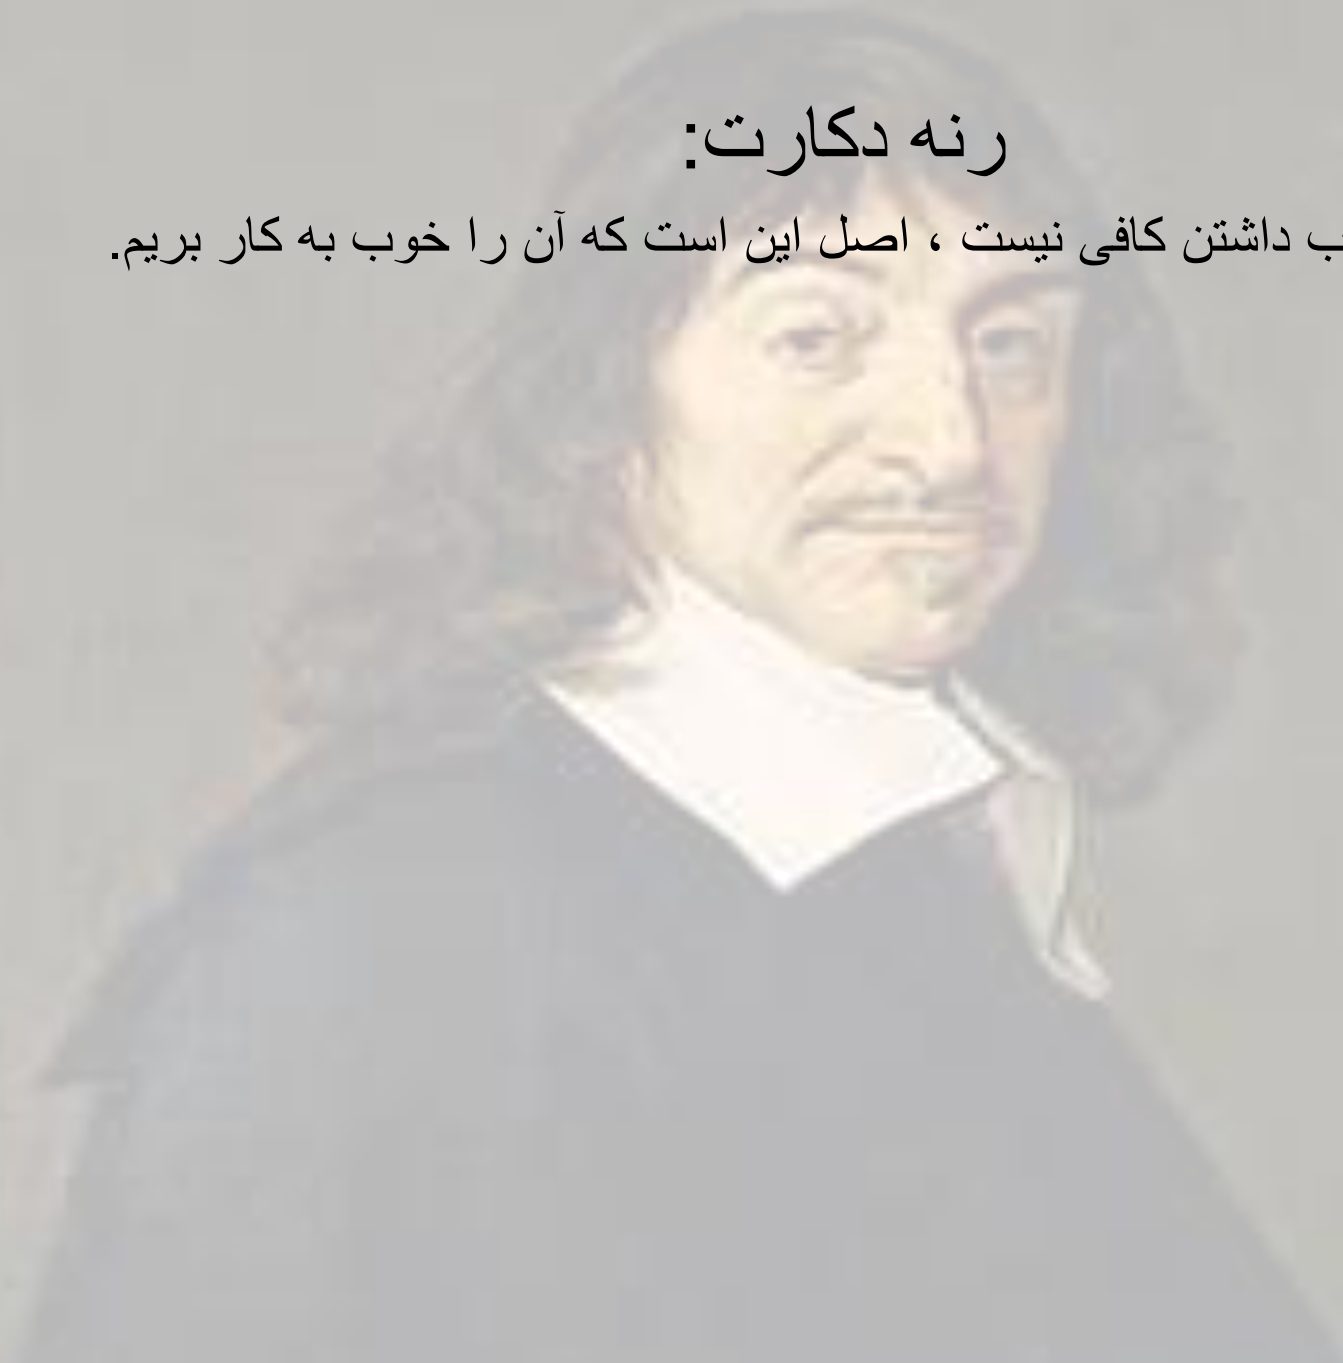 رنه دکارت:
داشتن کافی نیست ، اصل این است که آن را خوب به کار بریم.